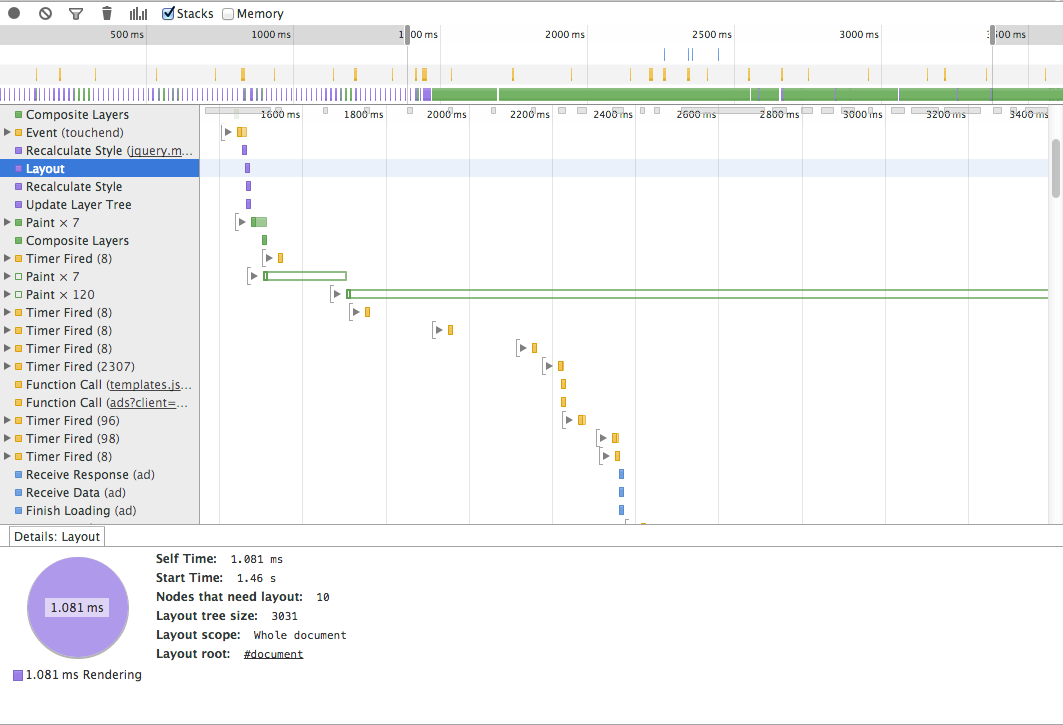 Stacks Memory
500 ms 1000 ms 2000 ms 2500 ms 3000 ms
1600 ms 1800 ms 2000 ms 2200 ms 2400 ms 2600 ms 2800 ms 3000 ms 3200 ms 3400 ms
Composite Layers
Event (touchend)
Recalculate Style (jquery.m...
Layout
Recalculate Style
Update Layer Tree
Paint × 7
Composite Layers
Timer Fired (8)
Paint × 7
Paint × 120
Timer Fired (8)
Timer Fired (8)
Timer Fired (8)
Timer Fired (2307)
Function Call (templates.js...
Function Call (ads?client=...
Timer Fired (96)
Timer Fired (98)
Timer Fired (8)
Receive Response (ad)
Receive Data (ad)
Finish Loading (ad)
Details: Layout
1.081 ms
1.081 ms Rendering
Self Time: 1.081 ms
Start Time: 1.46 s
Nodes that need layout: 10
Layout tree size: 3031
Layout scope: Whole document
Layout root: #document